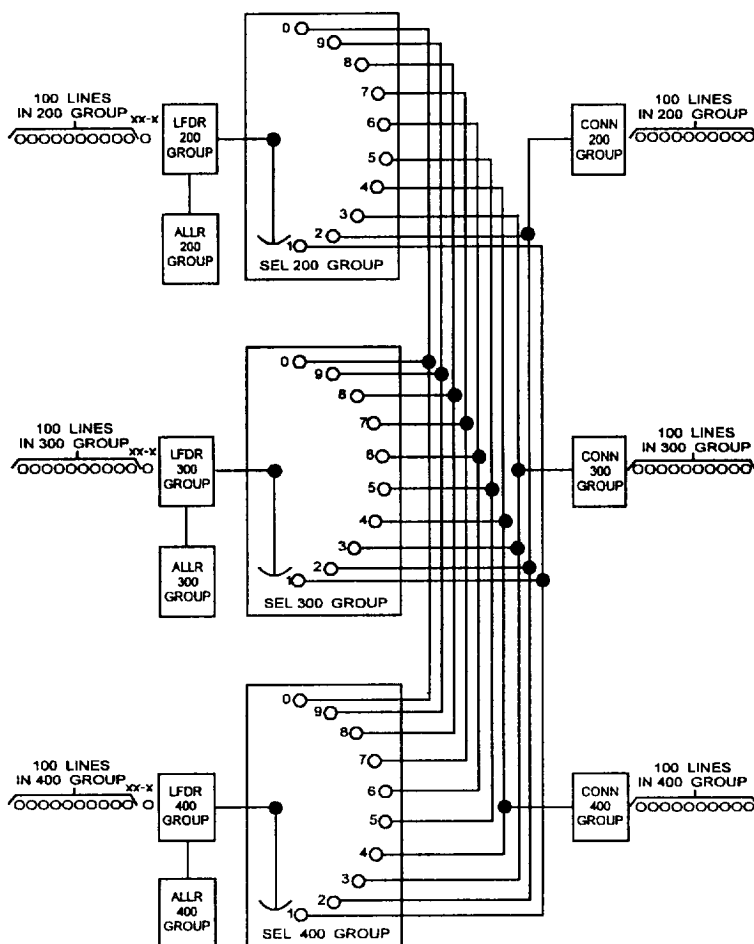 0
9
8
7
6
5
4
3
2
1
100 LINES
IN 200 GROUP
xx-x
LFDR
200
GROUP
ALLR
200
GROUP
SEL 200 GROUP
CONN
200
GROUP
100 LINES
IN 200 GROUP
0
9
8
7
6
5
4
3
2
1
100 LINES
IN 300 GROUP
xx-x
LFDR
300
GROUP
ALLR
300
GROUP
SEL 300 GROUP
CONN
300
GROUP
100 LINES
IN 300 GROUP
0
9
8
7
6
5
4
3
2
1
100 LINES
IN 400 GROUP
xx-x
LFDR
400
GROUP
ALLR
400
GROUP
SEL 400 GROUP
CONN
400
GROUP
100 LINES
IN 400 GROUP